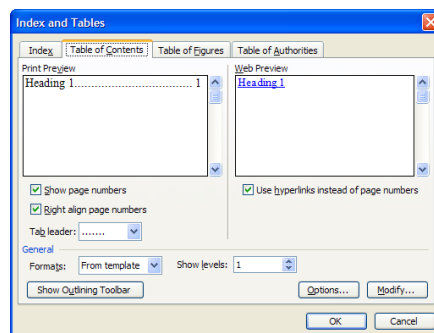 Index and Tables
Index Table of Contents Table of Figures Table of Authorities
Print Preview
Heading 1.................................... 1
Web Preview
Heading 1
Show page numbers
Right align page numbers
Use hyperlinks instead of page numbers
Tab leader: .......
General
Formats: From template Show levels: 1
Show Outlining Toolbar Options... Modify...
OK Cancel